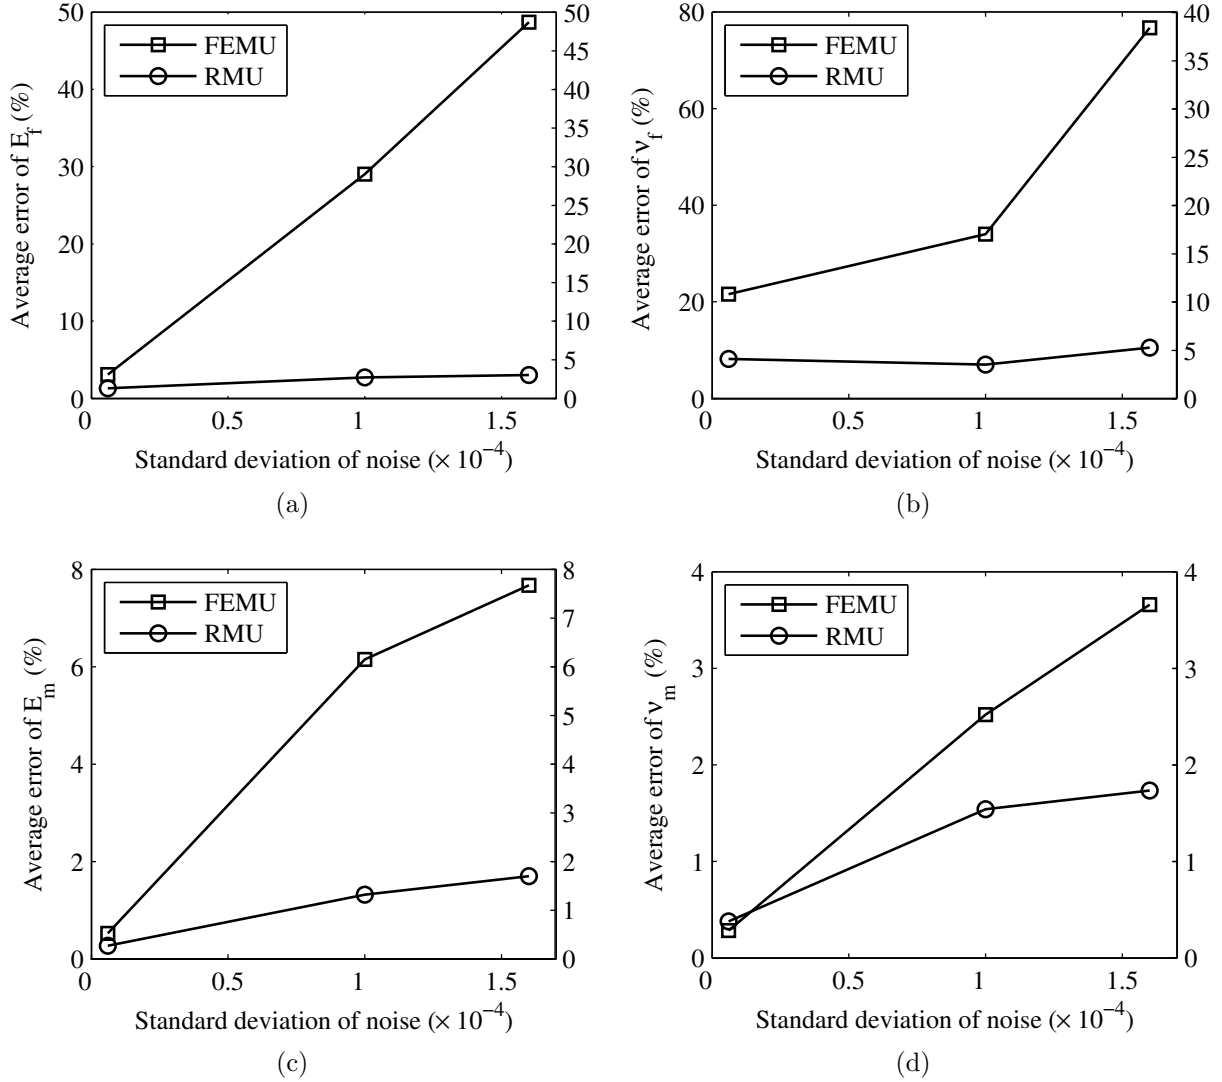 50
40
30
20
10
0
50
45
40
35
30
25
20
15
10
5
0
FEMU
RMU
Average error of E_f (%)
0 0.5 1 1.5
Standard deviation of noise (× 10^−4)
(a)
80
60
40
20
0
40
35
30
25
20
15
10
5
0
FEMU
RMU
Average error of ν_f (%)
0 0.5 1 1.5
Standard deviation of noise (× 10^−4)
(b)
8
6
4
2
0
8
7
6
5
4
3
2
1
0
FEMU
RMU
Average error of E_m (%)
0 0.5 1 1.5
Standard deviation of noise (× 10^−4)
(c)
4
3
2
1
0
4
3
2
1
0
FEMU
RMU
Average error of ν_m (%)
0 0.5 1 1.5
Standard deviation of noise (× 10^−4)
(d)